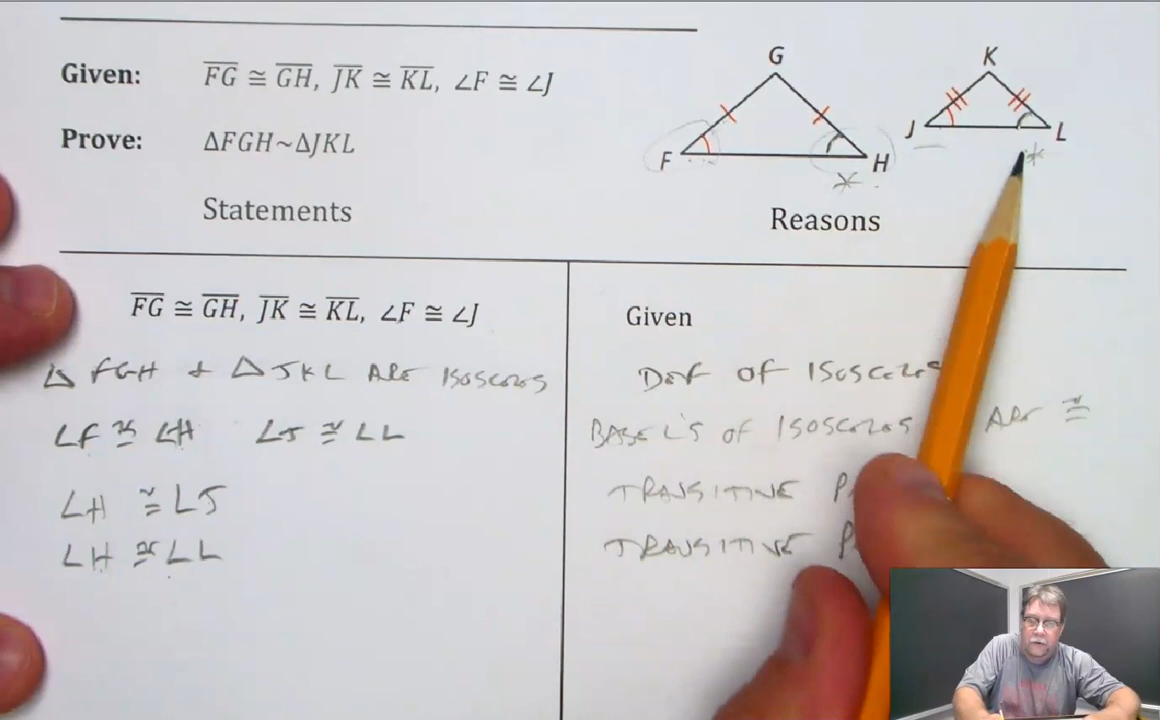 Given: FG ≅ GH, JK ≅ KL, ∠F ≅ ∠J
Prove: ΔFGH~ΔJKL
G
F
H
K
J
L
Statements
Reasons
FG ≅ GH, JK ≅ KL, ∠F ≅ ∠J
Given
Δ FGH + Δ JKL ARE ISOSCELES
DEF OF ISOSCELES
∠F ≅ ∠H ∠J ≅ ∠L
BASE ∠'S OF ISOSCELES ARE ≅
∠H ≅ ∠J
TRANSITIVE
∠H ≅ ∠L
TRANSITIVE